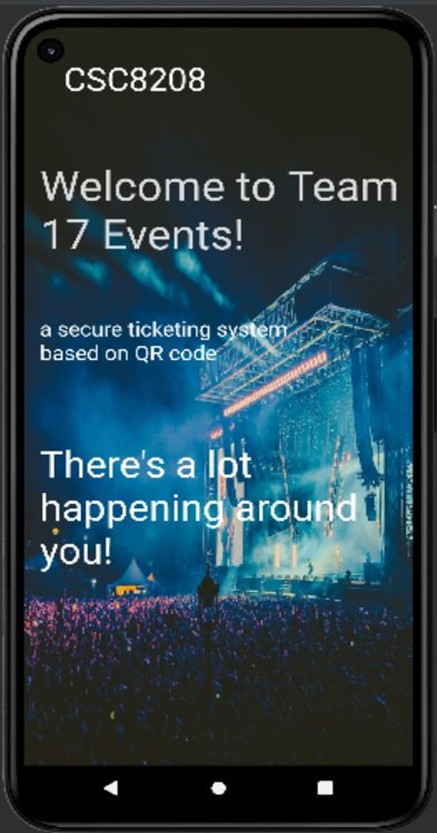 CSC8208
Welcome to Team
17 Events!
a secure ticketing system
based on QR code
There's a lot
happening around
you!